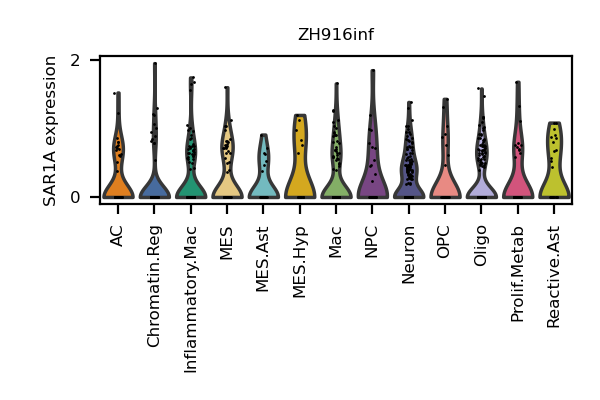 ZH916inf
SAR1A expression
2
0
AC
Chromatin.Reg
Inflammatory.Mac
MES
MES.Ast
MES.Hyp
Mac
NPC
Neuron
OPC
Oligo
Prolif.Metab
Reactive.Ast